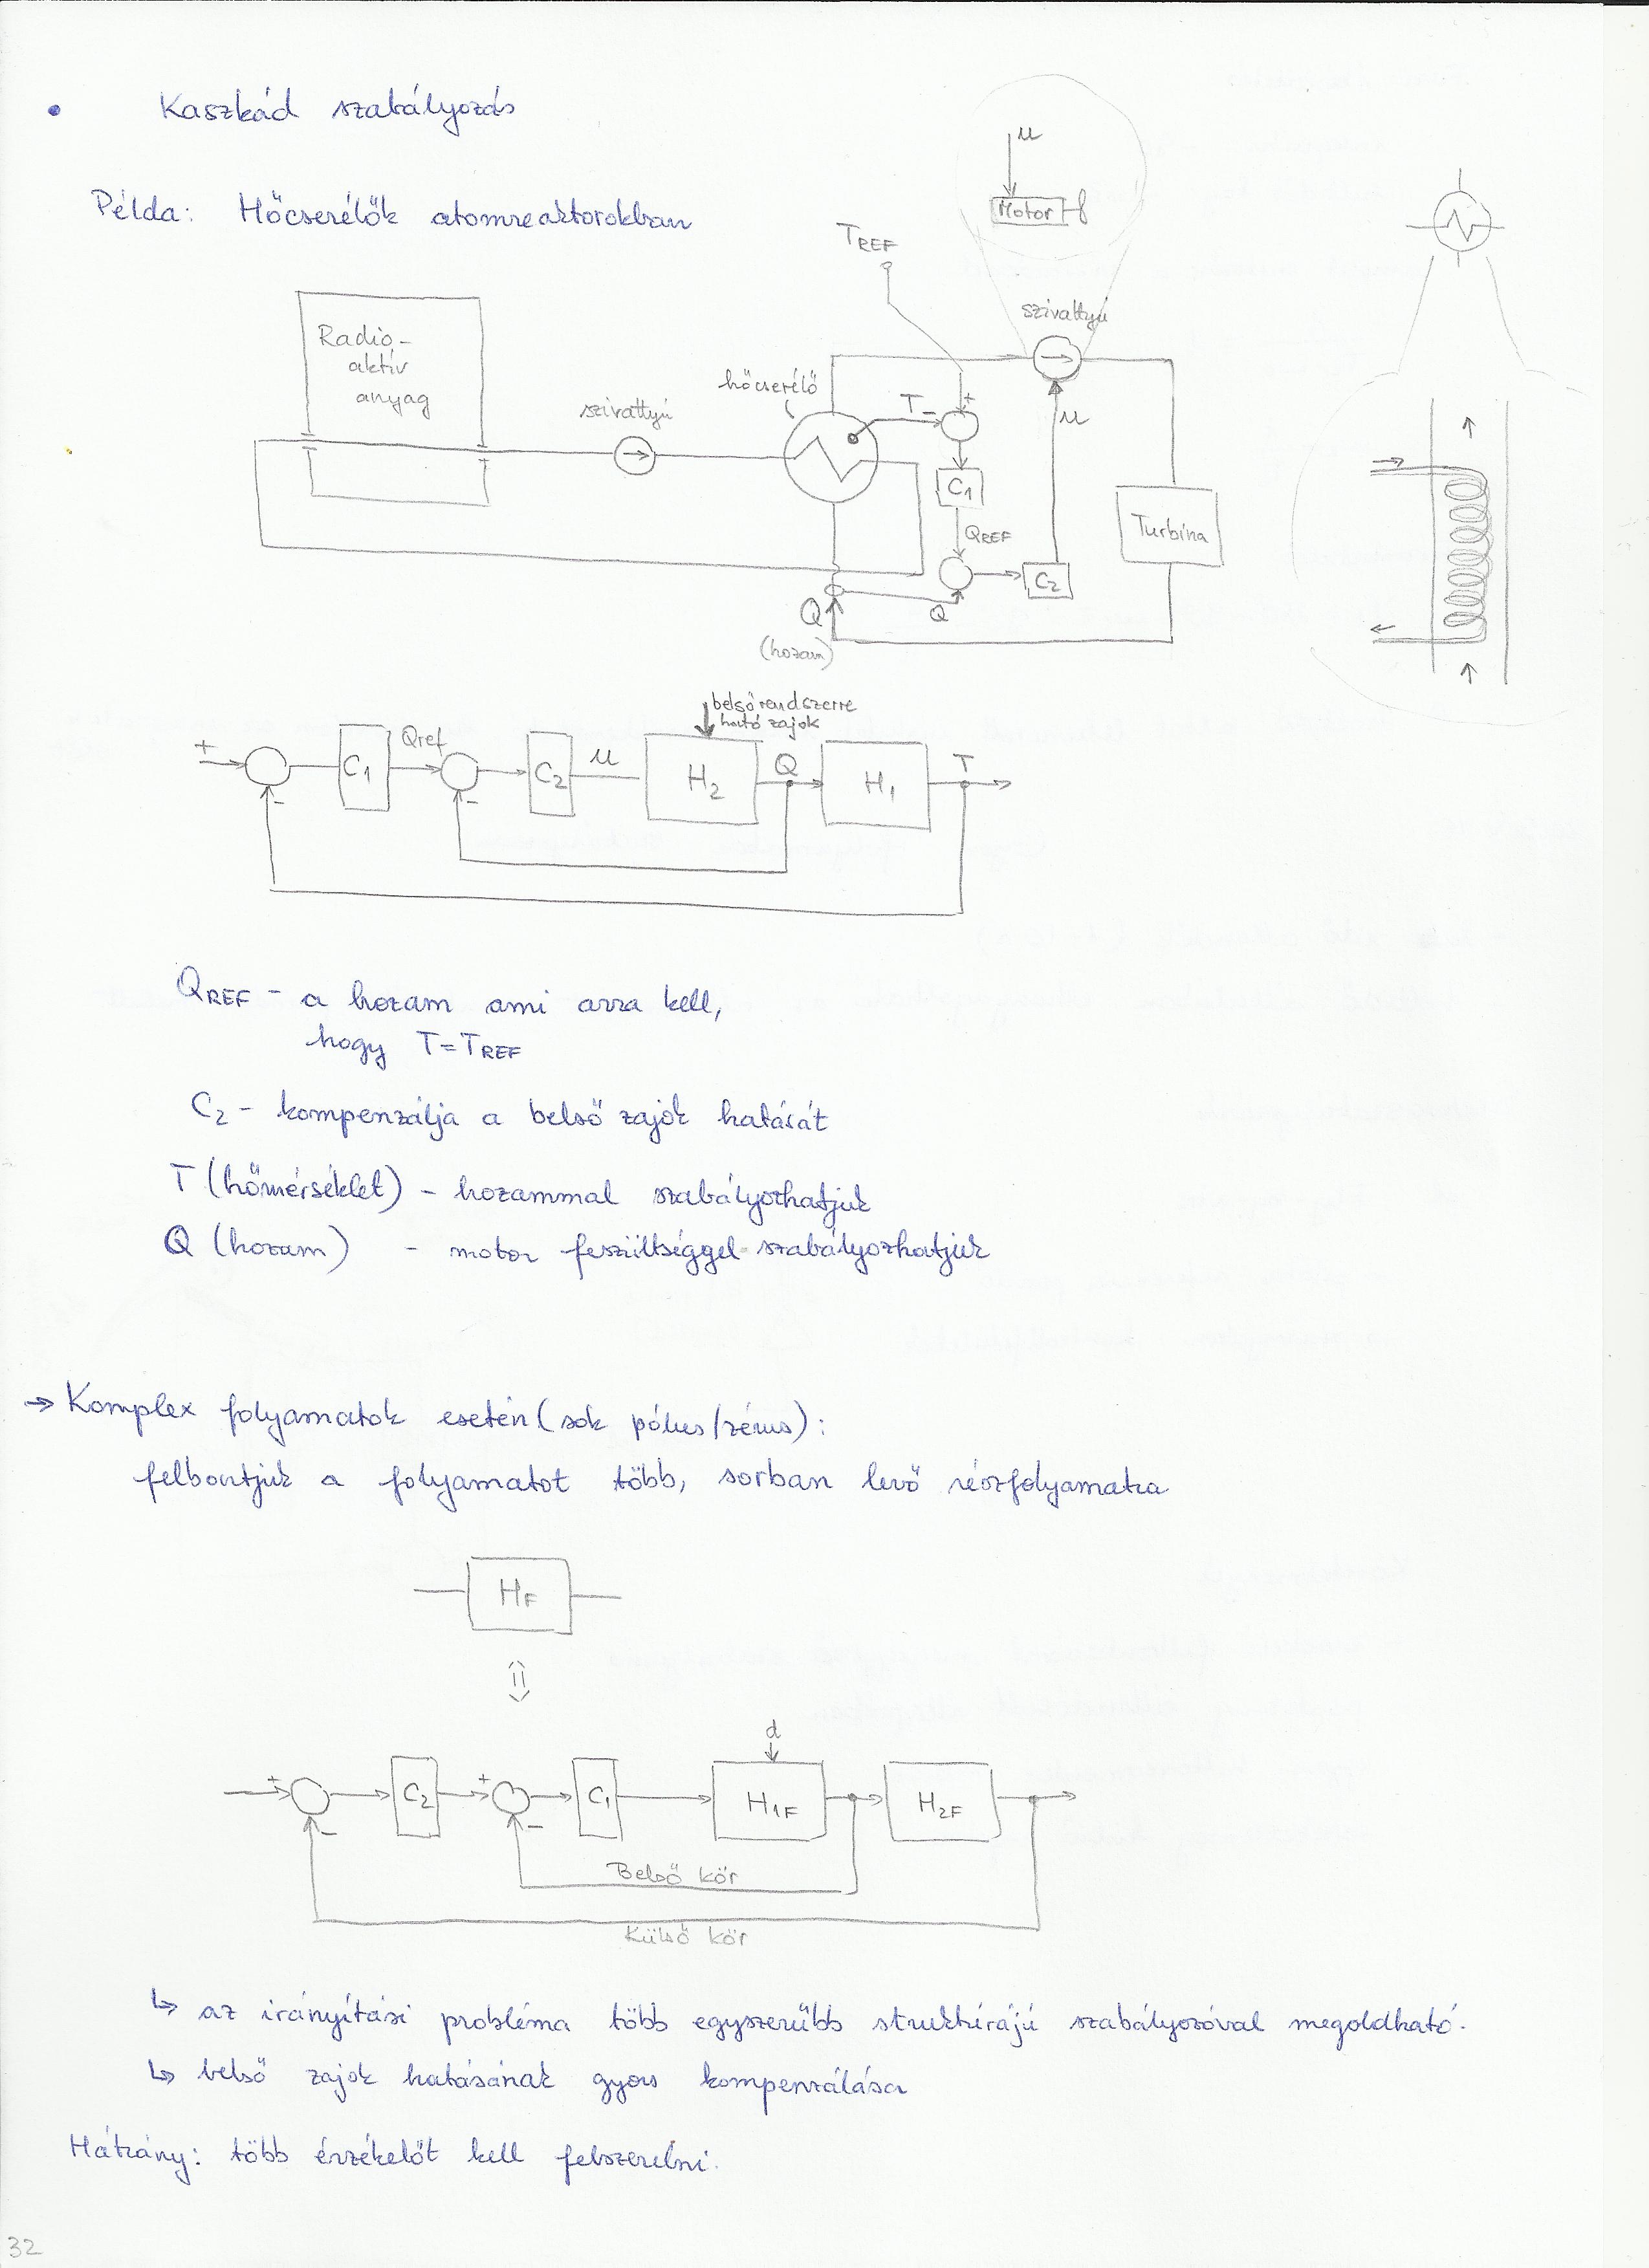 • Kaszkád szabályozás
Példa: Hőcserélők atomreaktorokban
u
Motor
TREF
szivattyú
Radio-
aktív
anyag
szivattyú
hőcserélő
T
-
+
u
C1
QREF
Turbina
C2
Q
Q
(hozam)
belső rendszerre
ható zajok
+
C1
Qref
C2
u
H2
Q
H1
T
-
-
QREF - a hozam ami arra kell,
hogy T=TREF
C2 - kompenzálja a belső zajok hatását
T (hőmérséklet) - hozammal szabályozhatjuk
Q (hozam) - motor feszültséggel szabályozhatjuk
→ Komplex folyamatok esetén (sok pólus/zérus):
felbontjuk a folyamatot több, sorban levő részfolyamatra
HF
⇓
d
+
C2
+
C1
H1F
H2F
-
-
Belső kör
Külső kör
↳ az irányítási probléma több egyszerűbb struktúrájú szabályozóval megoldható.
↳ belső zajok hatásának gyors kompenzálása
Hátrány: több érzékelőt kell felszerelni.
32